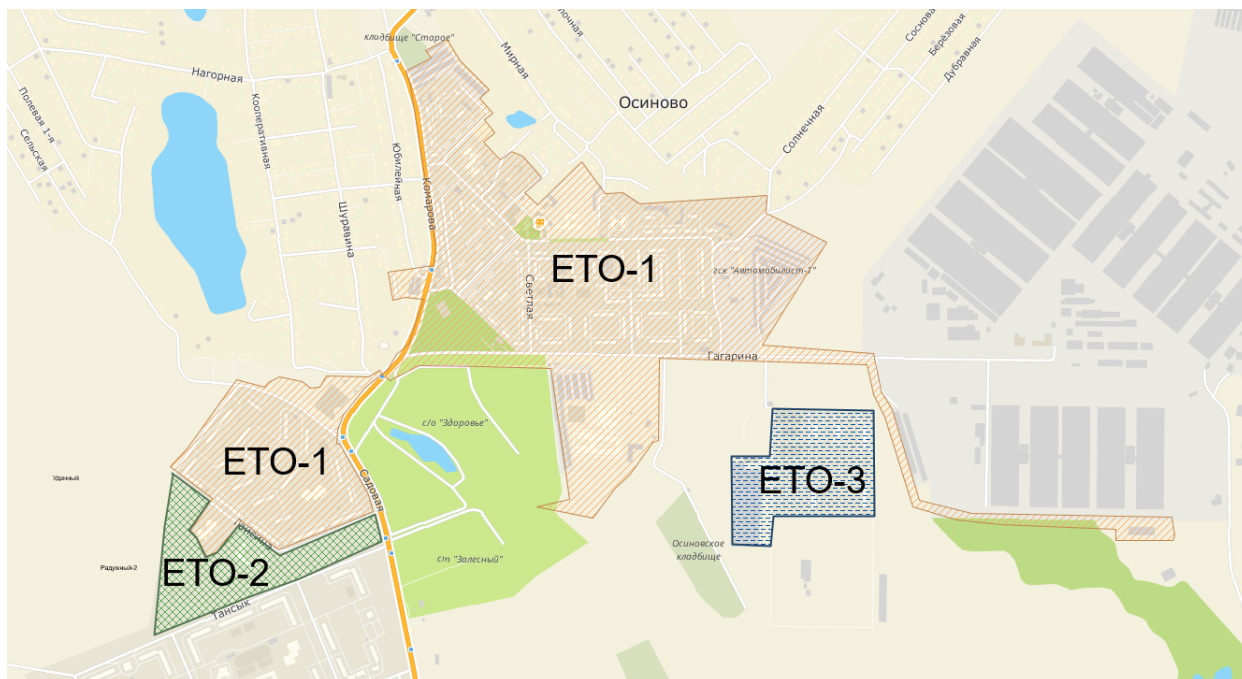 кладбище "Старое"
Мирная
лочная
Соснова
Берёзовая
Дубравная
Нагорная
Осиново
Полевая 1-я
Сельская
Кооперативная
Юбилейная
Солнечная
Комарова
Шуравина
Светлая
ЕТО-1
гск "Автомобилист-1"
Гагарина
с/о "Здоровье"
ЕТО-1
Садовая
ЕТО-3
Удачный
Осиновское
кладбище
ст "Залесный"
Радужный-2
ЕТО-2
Тансык